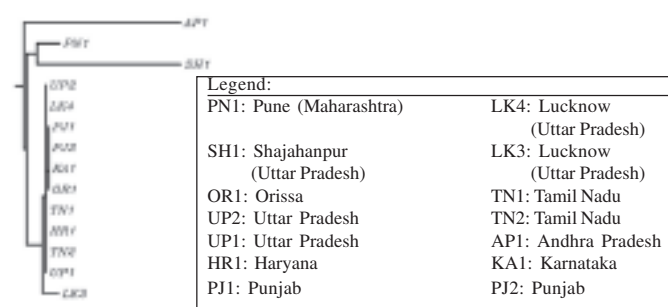 AP1
PN1
SH1
UP2
LK4
PJ1
PJ2
KA1
OR1
TN1
HR1
TN2
UP1
LK3
Legend:
PN1: Pune (Maharashtra)
LK4: Lucknow
(Uttar Pradesh)
SH1: Shajahanpur
(Uttar Pradesh)
LK3: Lucknow
(Uttar Pradesh)
OR1: Orissa
TN1: Tamil Nadu
UP2: Uttar Pradesh
TN2: Tamil Nadu
UP1: Uttar Pradesh
AP1: Andhra Pradesh
HR1: Haryana
KA1: Karnataka
PJ1: Punjab
PJ2: Punjab